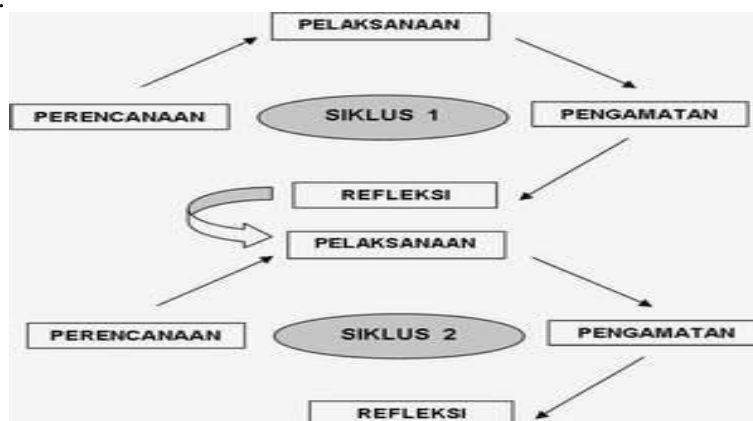 PELAKSANAAN
PERENCANAAN SIKLUS 1 PENGAMATAN
REFLEKSI
PELAKSANAAN
PERENCANAAN SIKLUS 2 PENGAMATAN
REFLEKSI